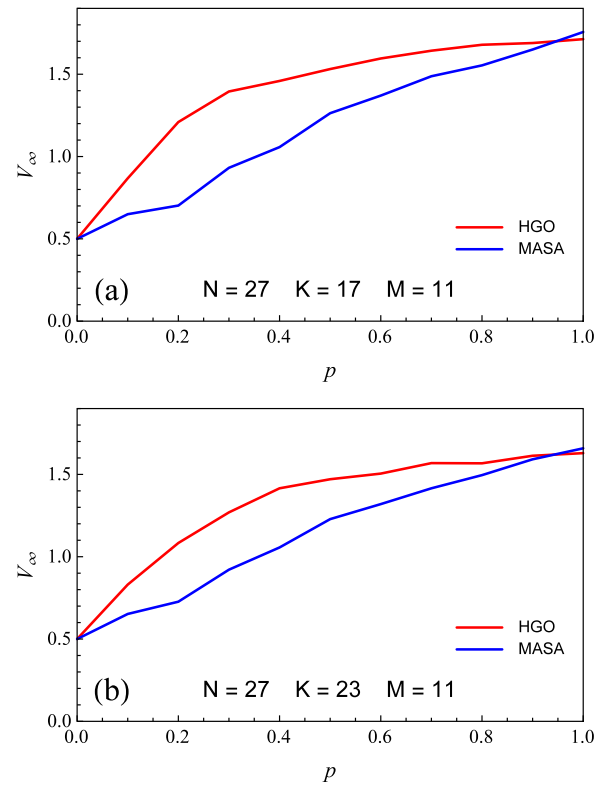 1.5
1.0
0.5
0.0
V∞
HGO
MASA
(a) N = 27 K = 17 M = 11
0.0 0.2 0.4 0.6 0.8 1.0
p
1.5
1.0
0.5
0.0
V∞
HGO
MASA
(b) N = 27 K = 23 M = 11
0.0 0.2 0.4 0.6 0.8 1.0
p